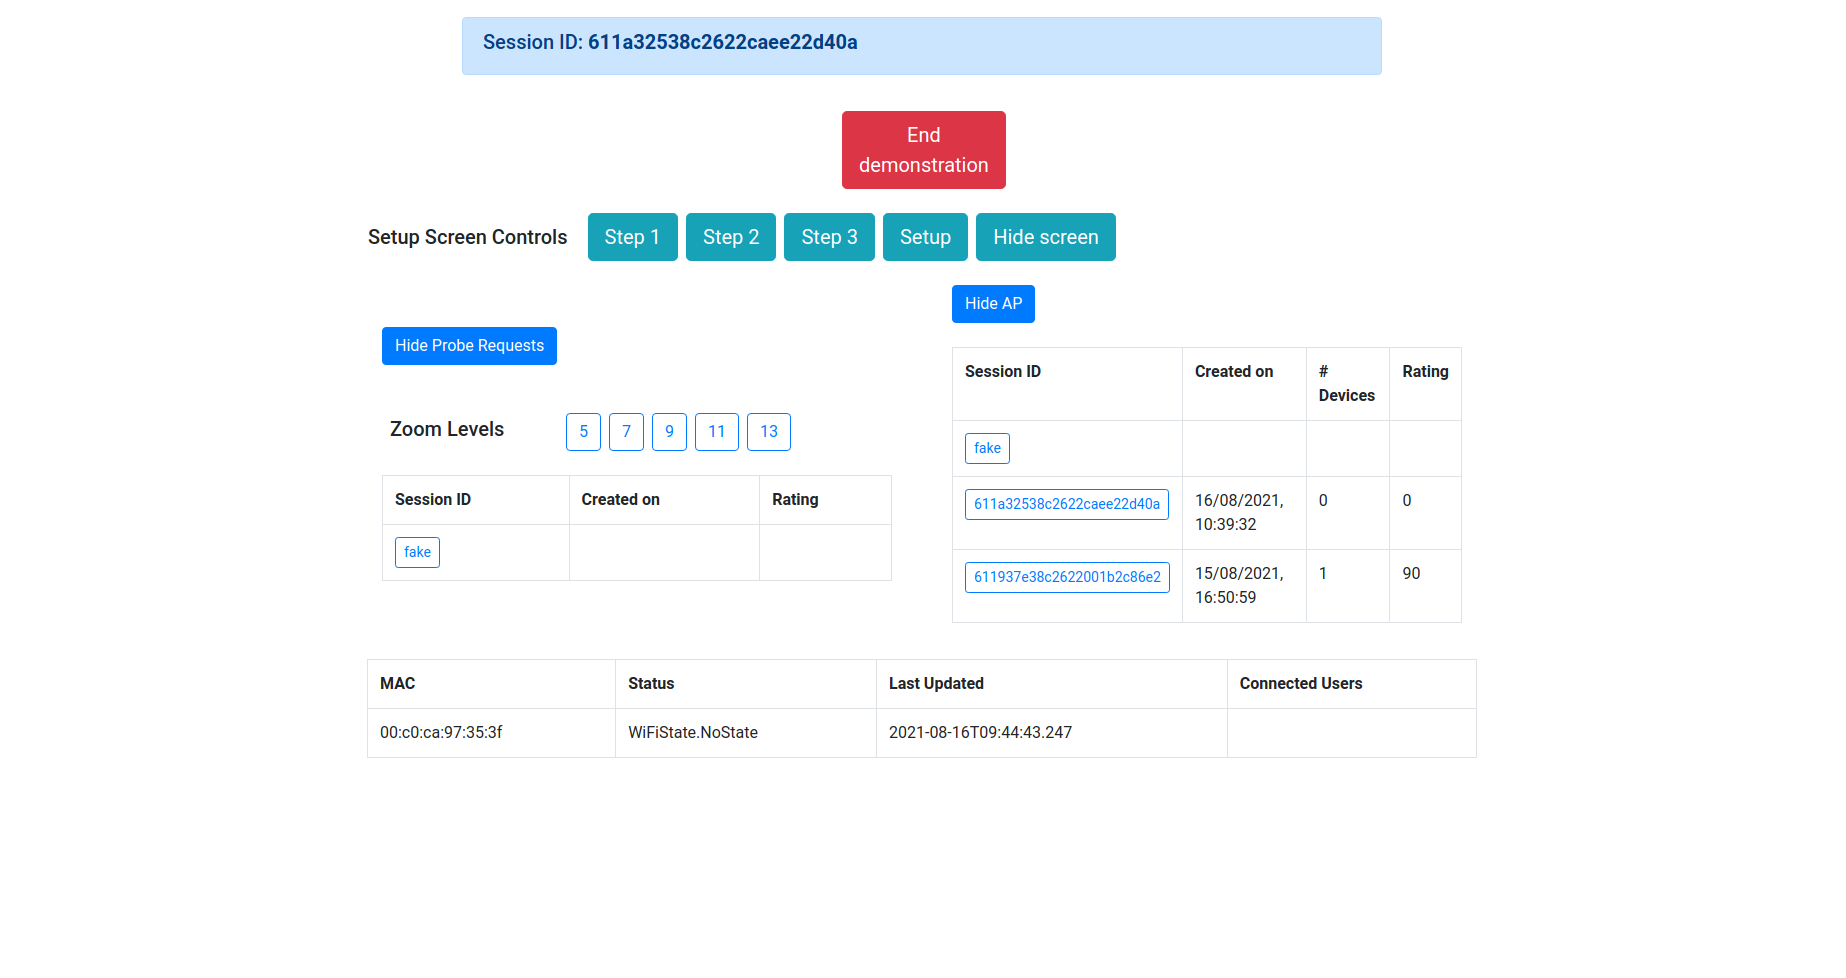 Session ID: 611a32538c2622caee22d40a
End
demonstration
Setup Screen Controls Step 1 Step 2 Step 3 Setup Hide screen
Hide Probe Requests
Zoom Levels 5 7 9 11 13
Session ID Created on Rating
fake
Hide AP
Session ID Created on # Rating
Devices
fake
611a32538c2622caee22d40a 16/08/2021, 0 0
10:39:32
611937e38c2622001b2c86e2 15/08/2021, 1 90
16:50:59
MAC Status Last Updated Connected Users
00:c0:ca:97:35:3f WiFiState.NoState 2021-08-16T09:44:43.247